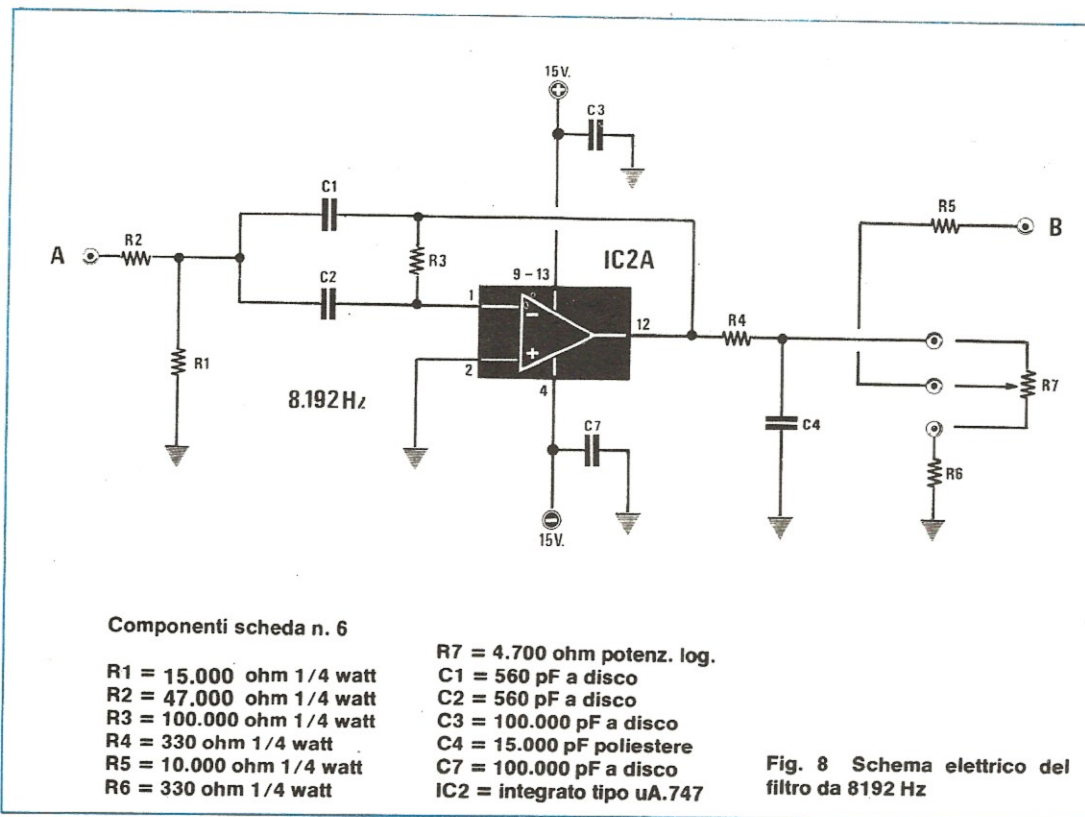 15V.
C3
C1
R5
B
A
R2
R3
C2
9-13
IC2A
1
12
R4
2
R1
4
R7
8.192Hz
C7
C4
R6
15V.
Componenti scheda n. 6
R1 = 15.000 ohm 1/4 watt
R2 = 47.000 ohm 1/4 watt
R3 = 100.000 ohm 1/4 watt
R4 = 330 ohm 1/4 watt
R5 = 10.000 ohm 1/4 watt
R6 = 330 ohm 1/4 watt
R7 = 4.700 ohm potenz. log.
C1 = 560 pF a disco
C2 = 560 pF a disco
C3 = 100.000 pF a disco
C4 = 15.000 pF poliestere
C7 = 100.000 pF a disco
IC2 = integrato tipo uA.747
Fig. 8 Schema elettrico del
filtro da 8192 Hz